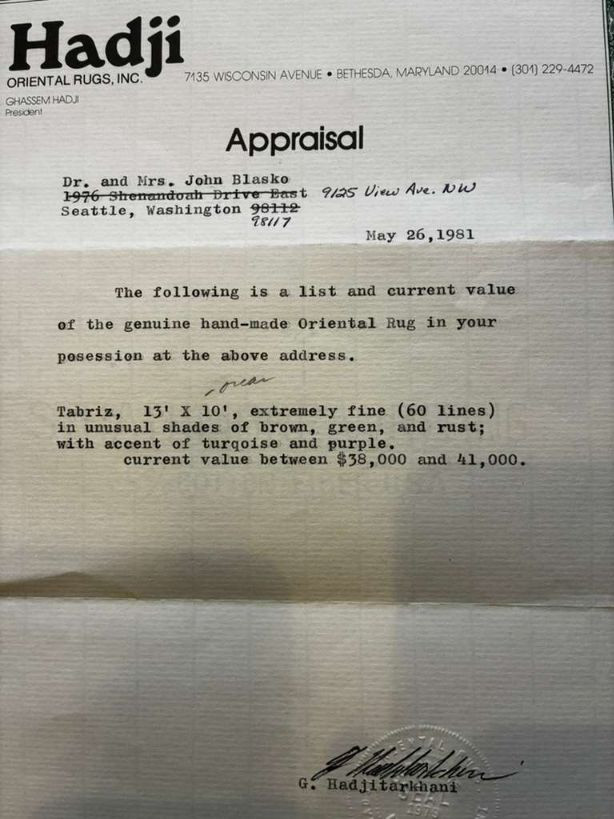 Hadji
ORIENTAL RUGS, INC.
7135 WISCONSIN AVENUE • BETHESDA, MARYLAND 20014 • (301) 229-4472
GHASSEM HADJI
President
Appraisal
Dr. and Mrs. John Blasko
1976 Shenandoah Drive East 9125 View Ave. NW
Seattle, Washington 98112
98117
May 26,1981
The following is a list and current value
of the genuine hand-made Oriental Rug in your
posession at the above address.
Tabriz, 13' X 10', extremely fine (60 lines)
in unusual shades of brown, green, and rust;
with accent of turqoise and purple.
current value between $38,000 and 41,000.
G. Hadjitarkhani